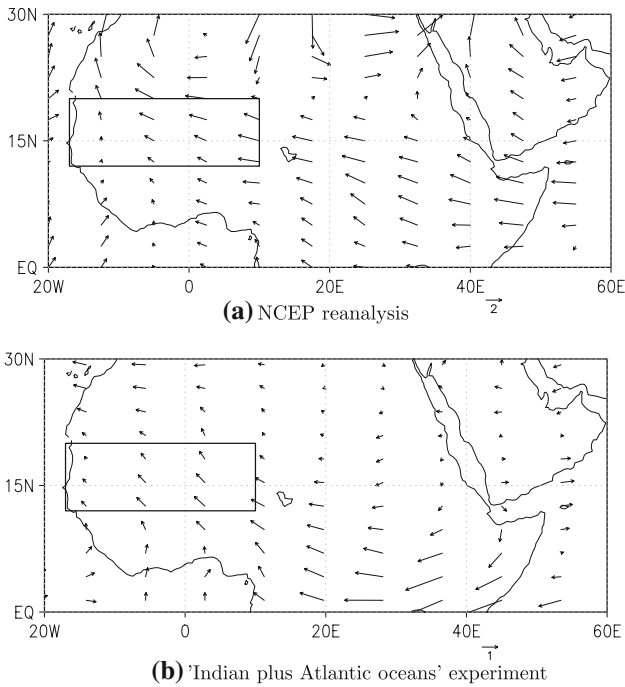 30N
15N
EQ
20W 0 20E 40E 60E
2
(a) NCEP reanalysis
30N
15N
EQ
20W 0 20E 40E 60E
1
(b) 'Indian plus Atlantic oceans' experiment